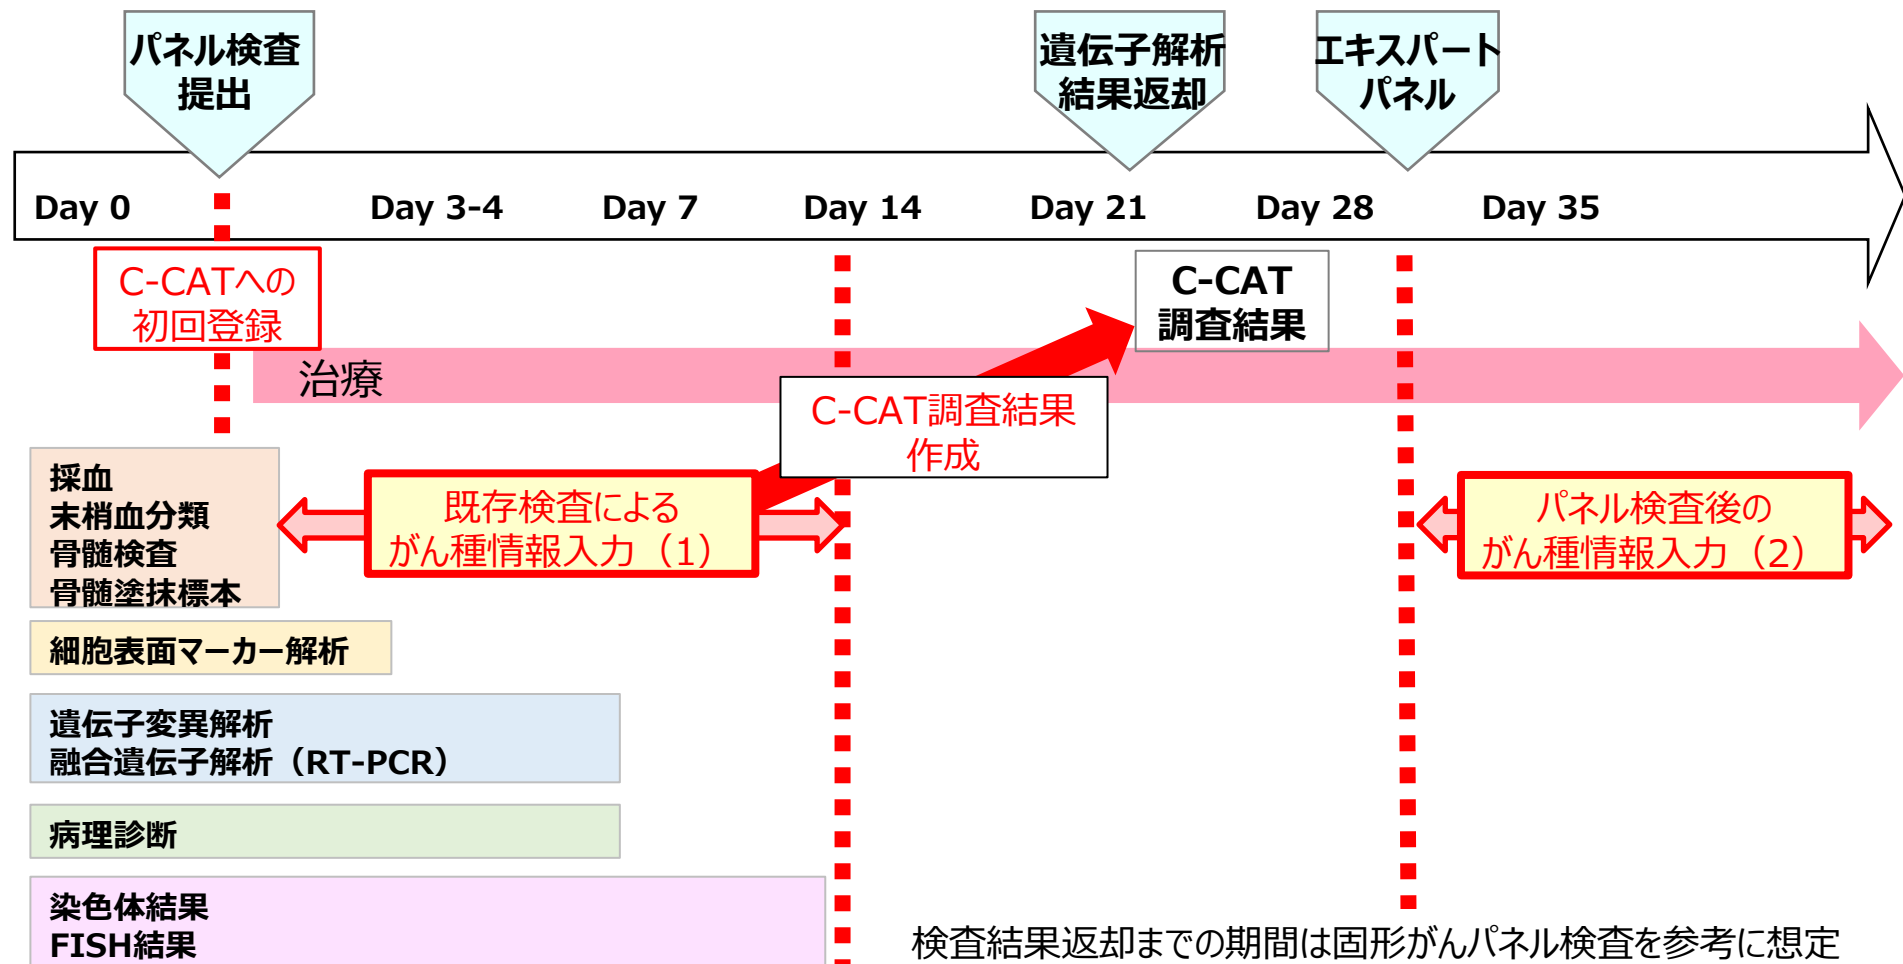 パネル検査
提出
遺伝子解析
結果返却
エキスパート
パネル
Day 0
Day 3-4
Day 7
Day 14
Day 21
Day 28
Day 35
C-CATへの
初回登録
C-CAT
調査結果
治療
C-CAT調査結果
作成
採血
末梢血分類
骨髄検査
骨髄塗抹標本
既存検査による
がん種情報入力（1）
パネル検査後の
がん種情報入力（2）
細胞表面マーカー解析
遺伝子変異解析
融合遺伝子解析（RT-PCR）
病理診断
染色体結果
FISH結果
検査結果返却までの期間は固形がんパネル検査を参考に想定